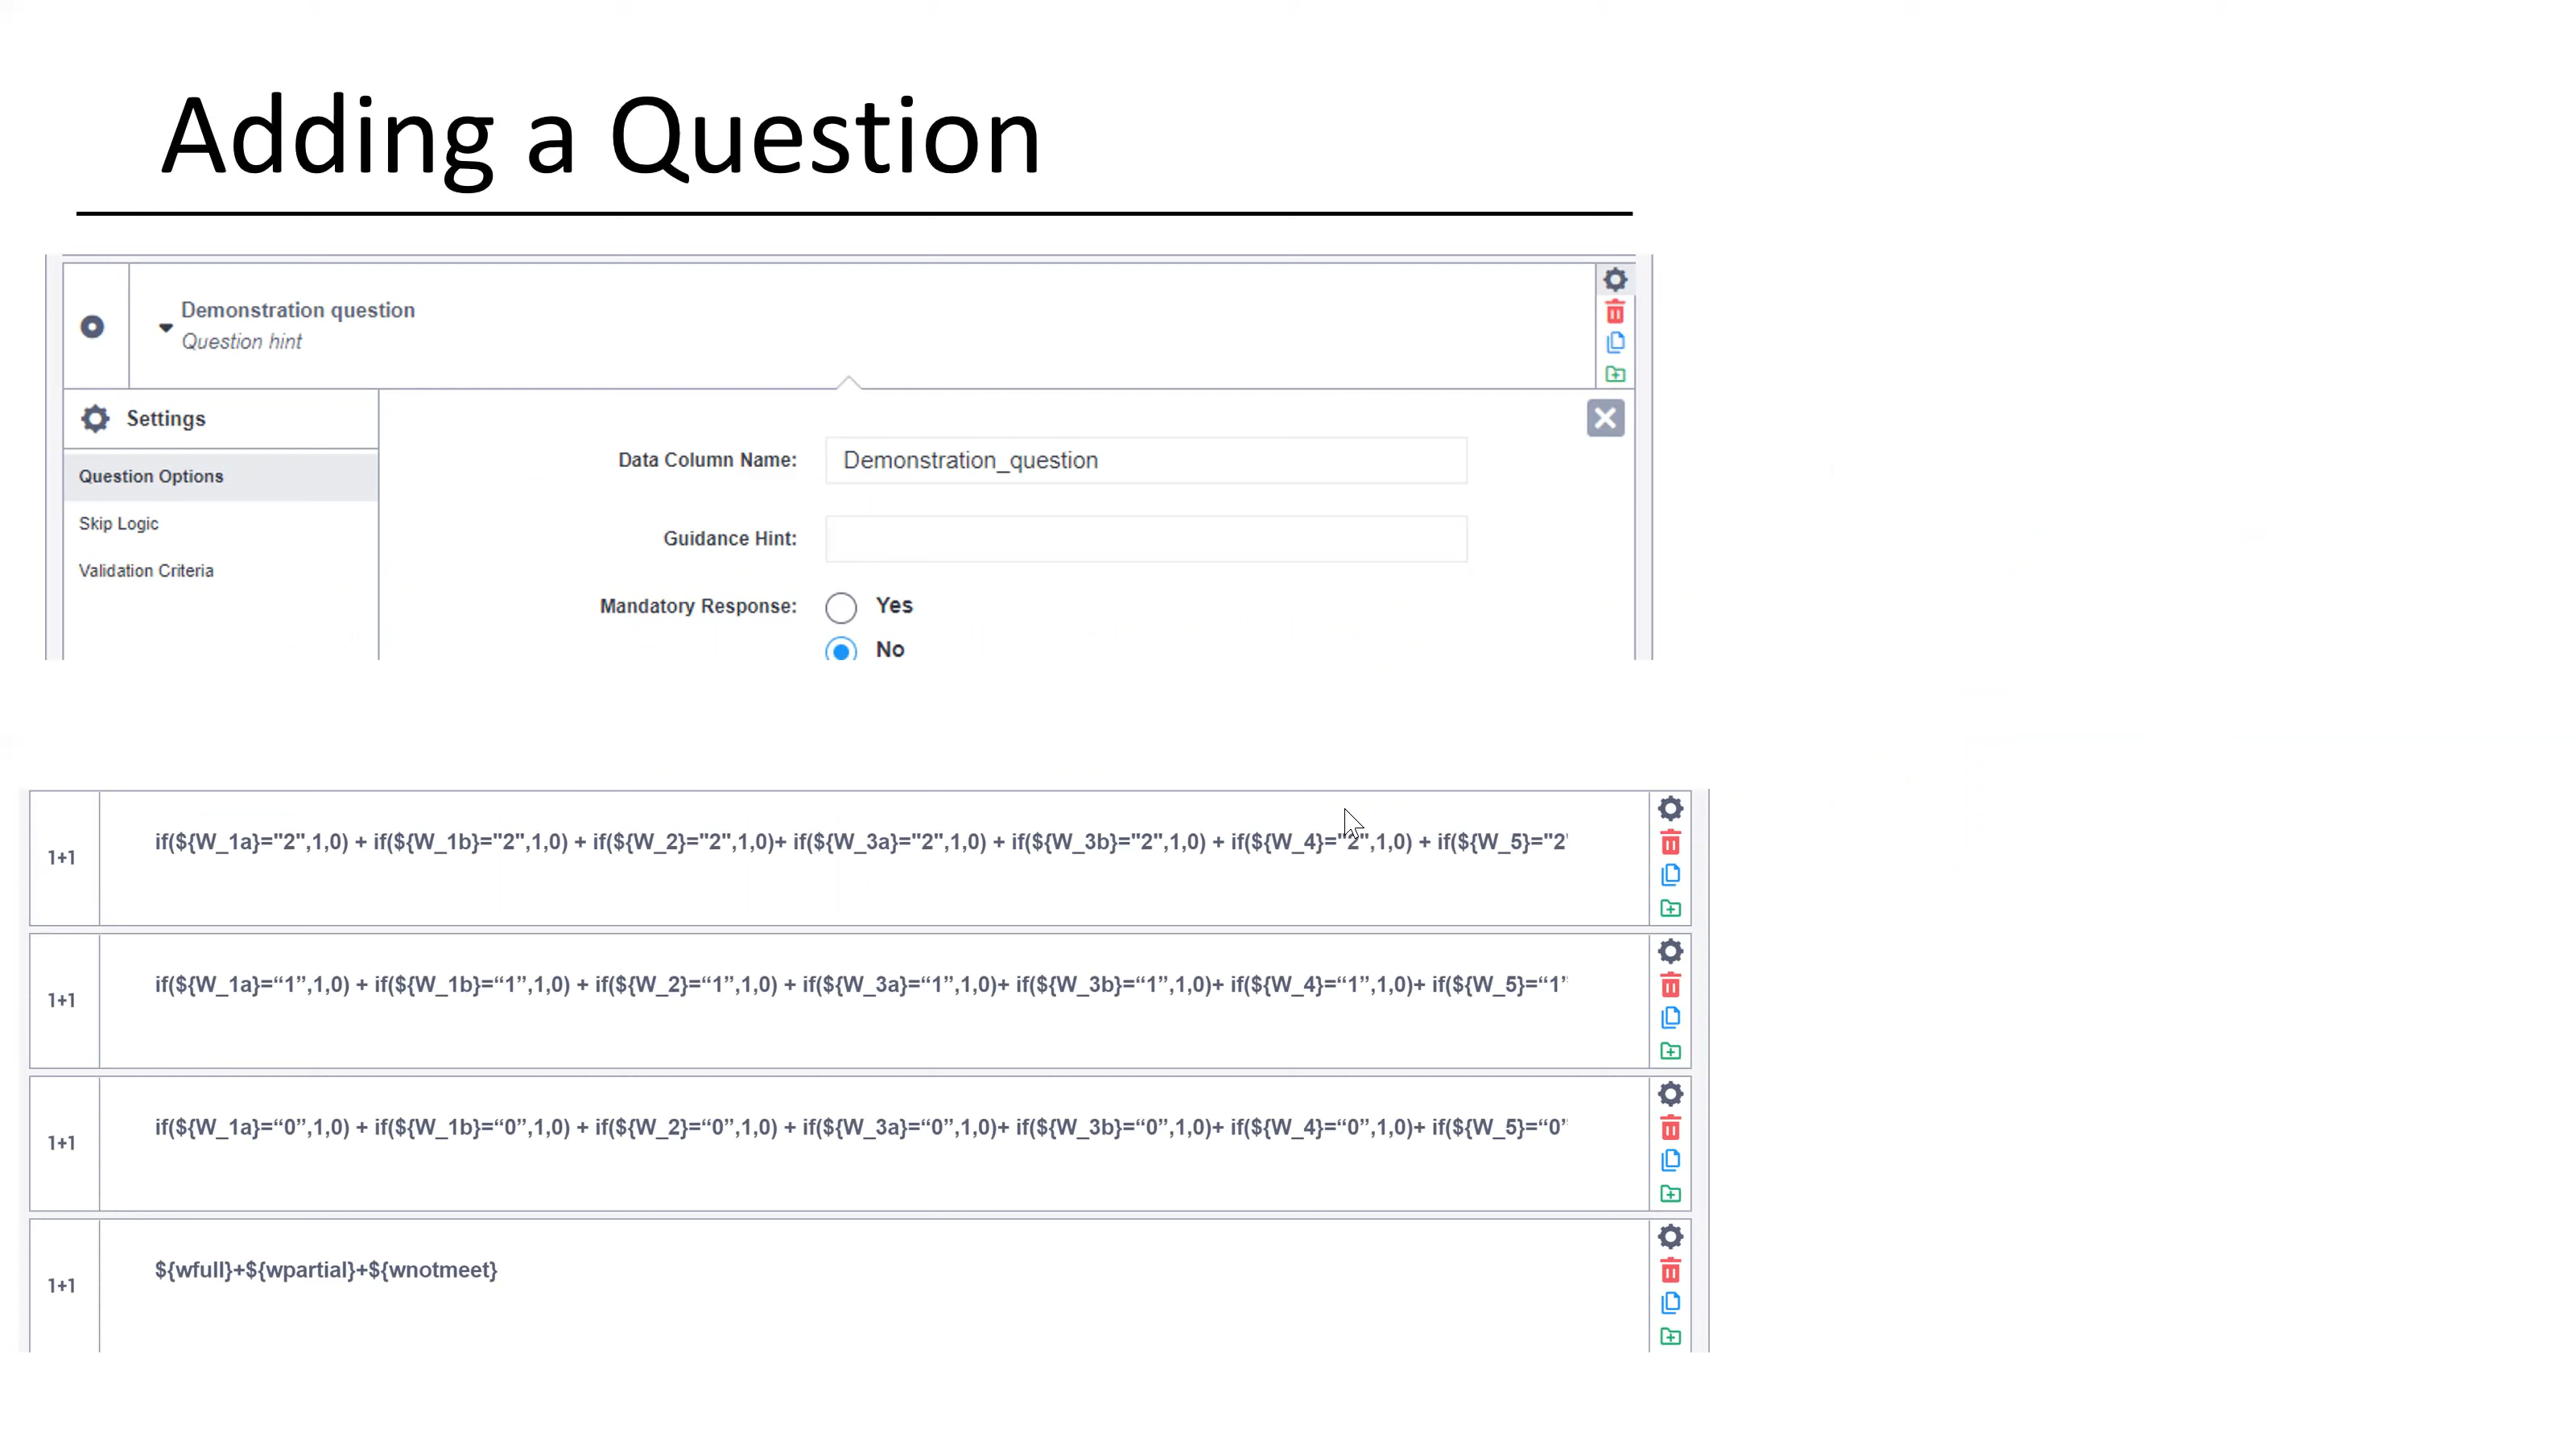 Adding a Question
Demonstration question
Question hint
Settings
Question Options
Skip Logic
Validation Criteria
Data Column Name:
Demonstration_question
Guidance Hint:
Mandatory Response:
Yes
No
1+1
if(${W_1a}="2",1,0) + if(${W_1b}="2",1,0) + if(${W_2}="2",1,0)+ if(${W_3a}="2",1,0) + if(${W_3b}="2",1,0) + if(${W_4}="2",1,0) + if(${W_5}="2'
1+1
if(${W_1a}=“1”,1,0) + if(${W_1b}=“1”,1,0) + if(${W_2}=“1”,1,0) + if(${W_3a}=“1”,1,0)+ if(${W_3b}=“1”,1,0)+ if(${W_4}=“1”,1,0)+ if(${W_5}=“1’
1+1
if(${W_1a}=“0”,1,0) + if(${W_1b}=“0”,1,0) + if(${W_2}=“0”,1,0) + if(${W_3a}=“0”,1,0)+ if(${W_3b}=“0”,1,0)+ if(${W_4}=“0”,1,0)+ if(${W_5}=“0’
1+1
${wfull}+${wpartial}+${wnotmeet}